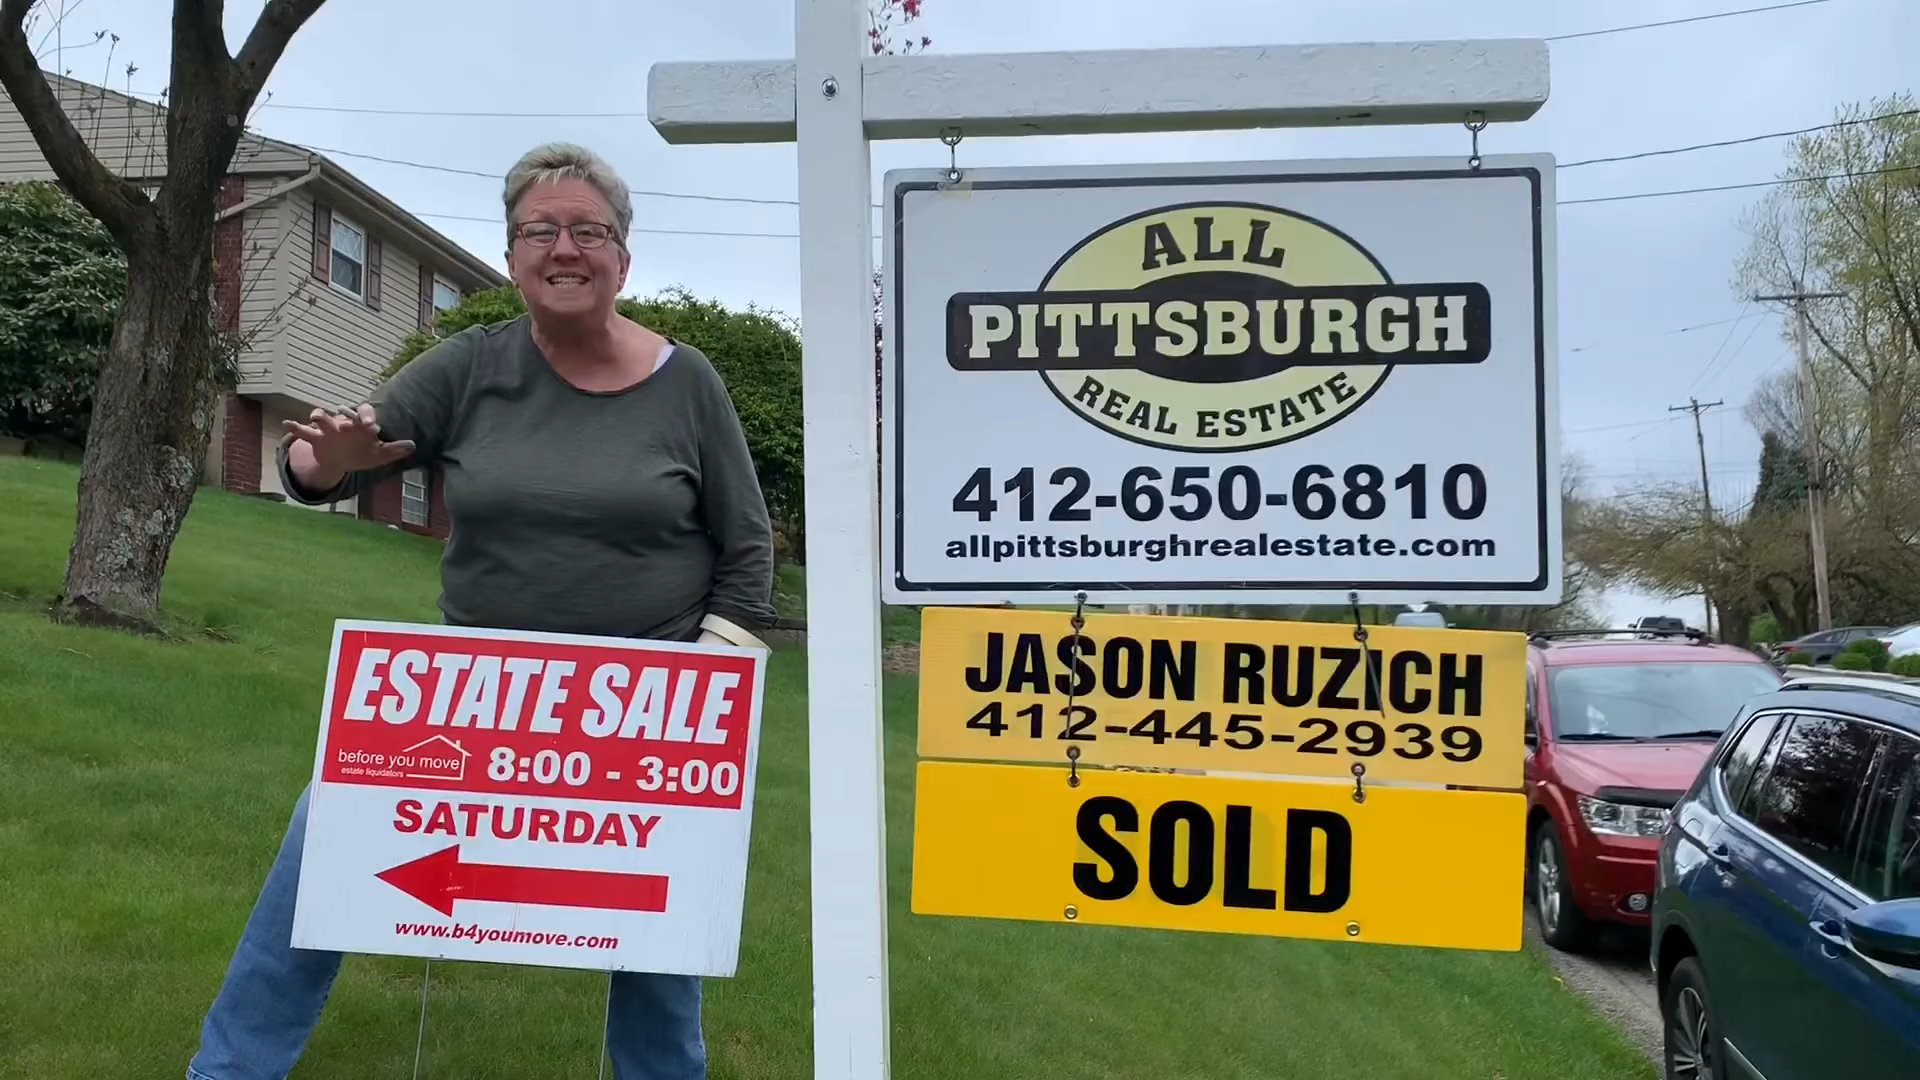 ALL
PITTSBURGH
REAL ESTATE
412-650-6810
allpittsburghrealestate.com
JASON RUZICH
412-445-2939
SOLD
ESTATE SALE
before you move
estate liquidators
8:00 - 3:00
SATURDAY
www.b4youmove.com